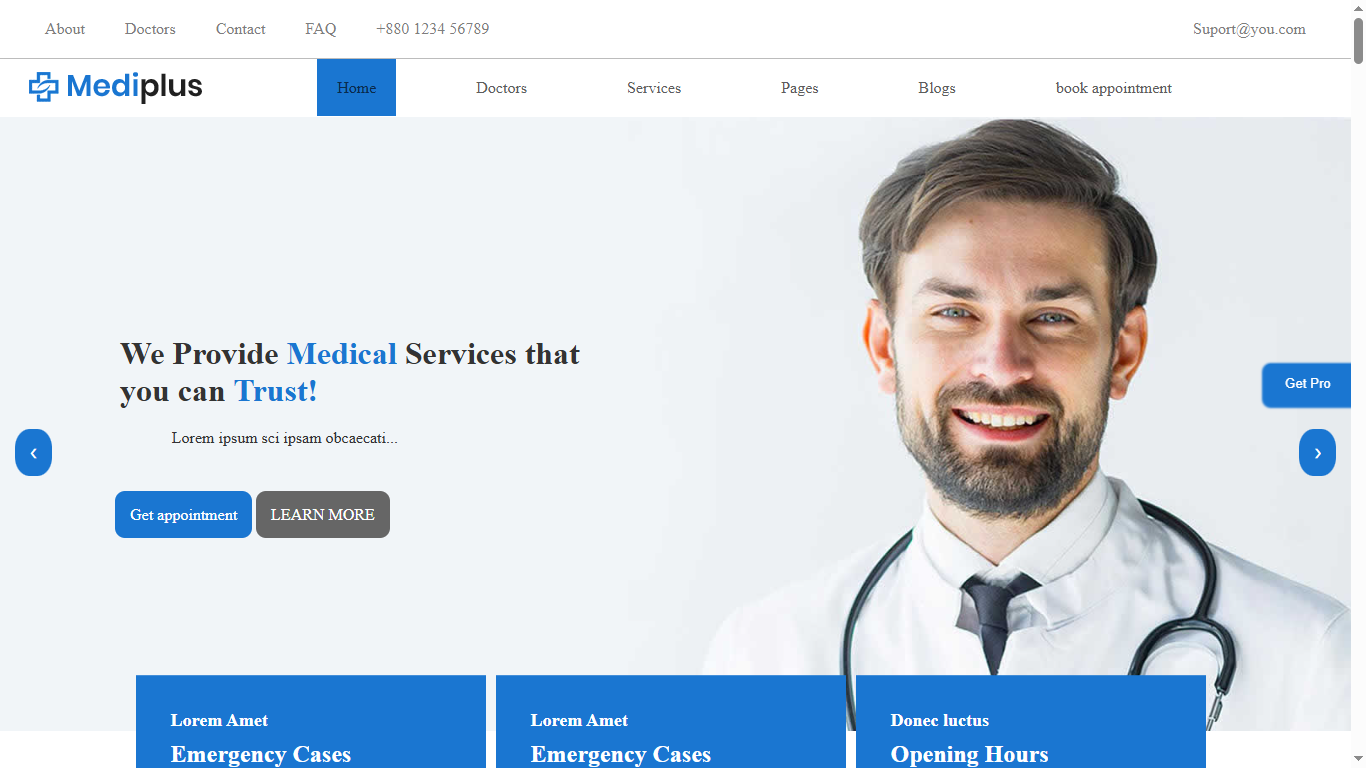 About Doctors Contact FAQ +880 1234 56789 Suport@you.com
Mediplus Home Doctors Services Pages Blogs book appointment
We Provide Medical Services that
you can Trust!
Get Pro
Lorem ipsum sci ipsam obcaecati...
‹ ›
Get appointment LEARN MORE
Lorem Amet
Emergency Cases
Lorem Amet
Emergency Cases
Donec luctus
Opening Hours